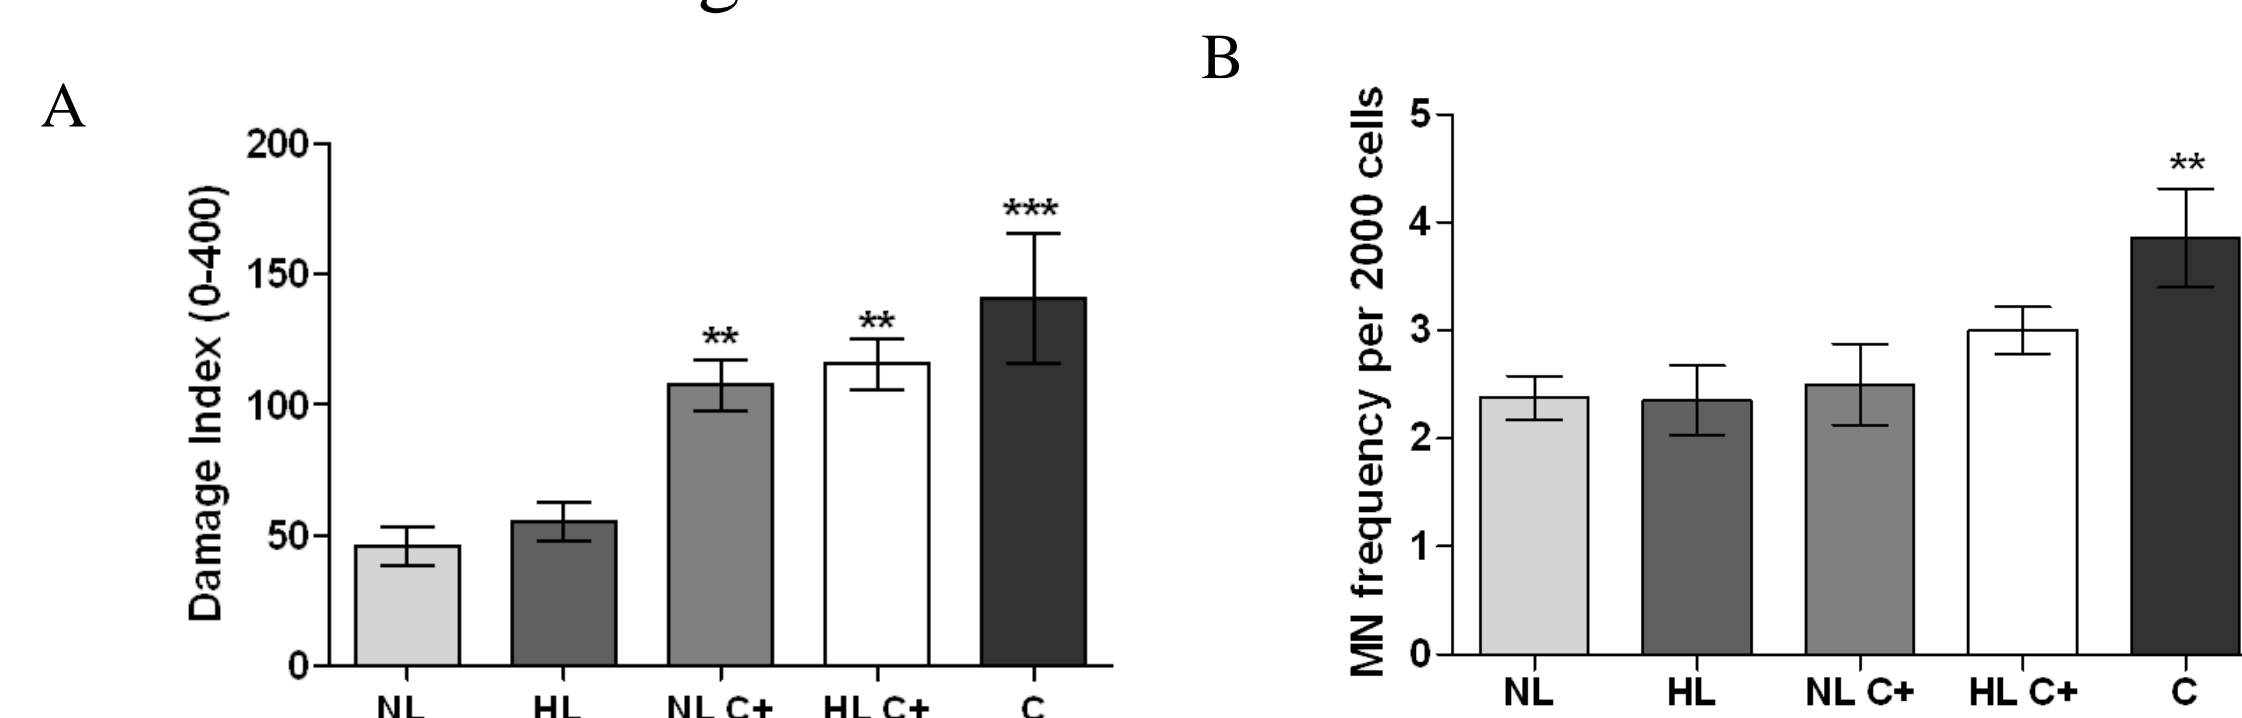 A
Damage Index (0-400)
200
150
100
50
0
**
**
***
NL
HL
NL C+
HL C+
C
B
MN frequency per 2000 cells
5
4
3
2
1
0
**
NL
HL
NL C+
HL C+
C